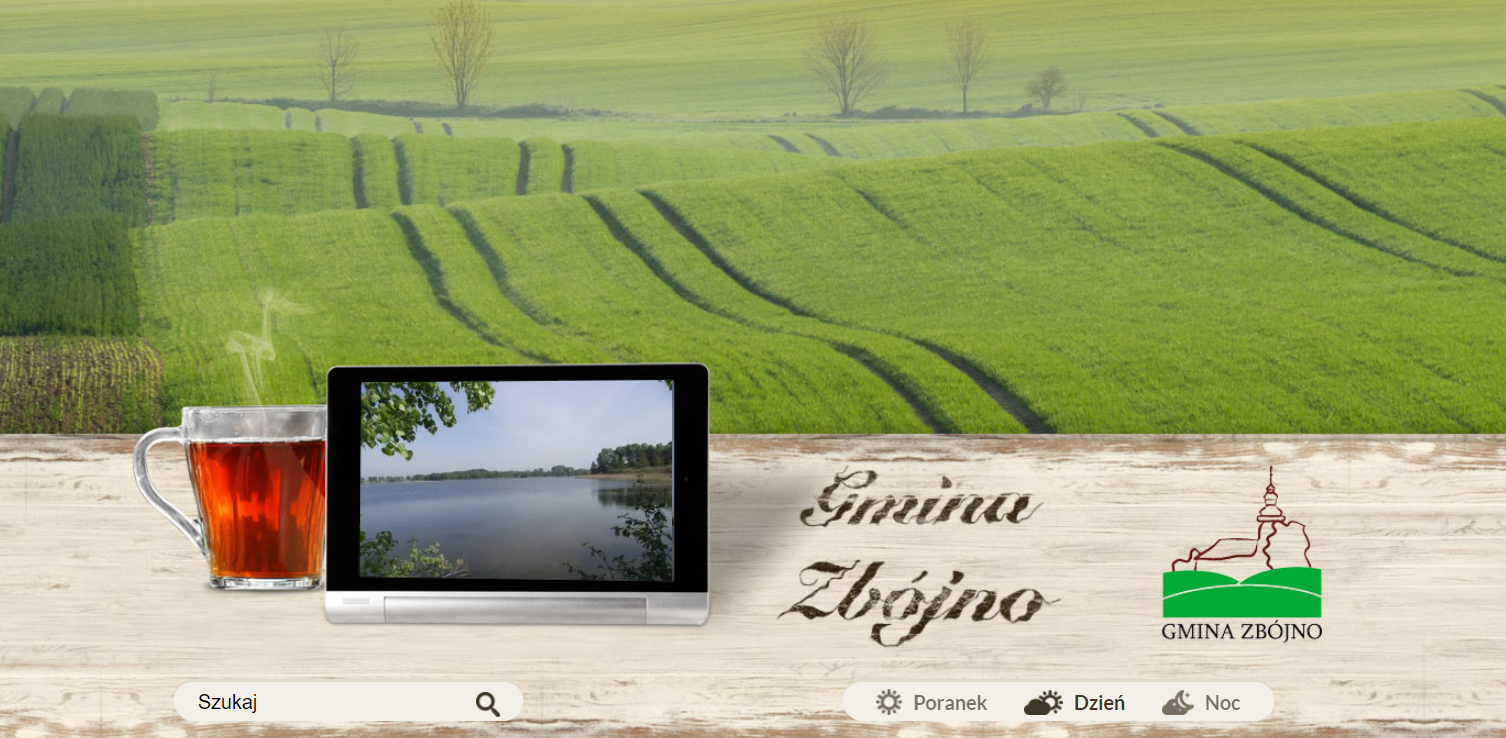 Gmina
Zbójno
GMINA ZBÓJNO
Szukaj
Poranek
Dzień
Noc